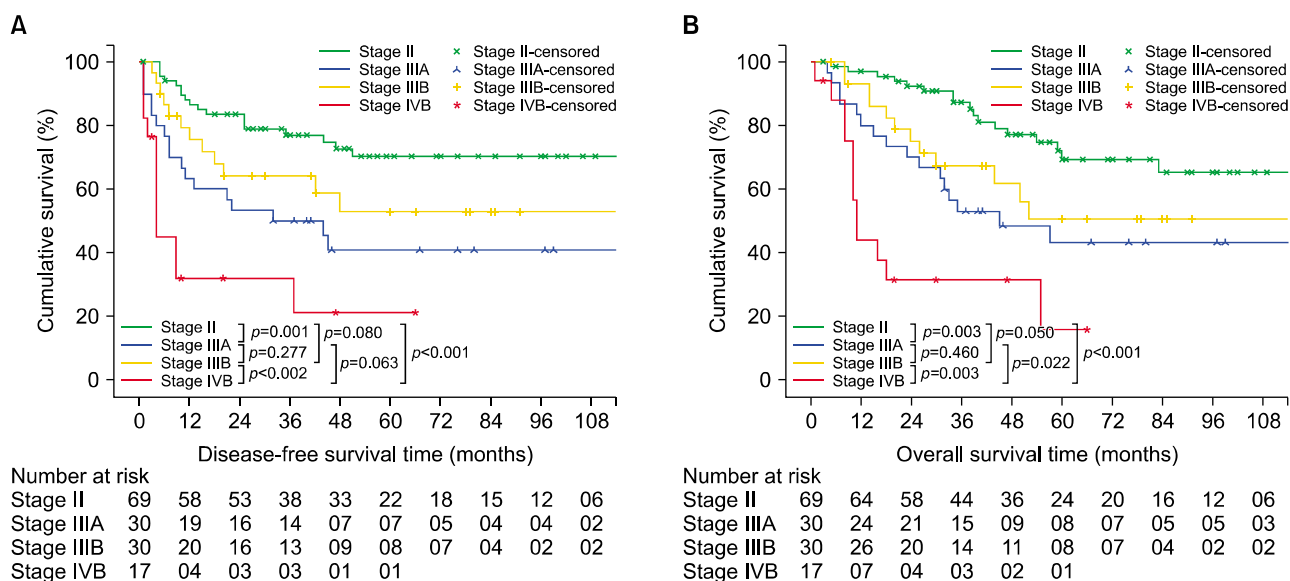 A
Cumulative survival (%)
100
80
60
40
20
0
Stage II
Stage IIIA
Stage IIIB
Stage IVB
Stage II-censored
Stage IIIA-censored
Stage IIIB-censored
Stage IVB-censored
Stage II
Stage IIIA
Stage IIIB
Stage IVB
p=0.001
p=0.277
p<0.002
p=0.080
p=0.063
p<0.001
0 12 24 36 48 60 72 84 96 108
Disease-free survival time (months)
Number at risk
Stage II 69 58 53 38 33 22 18 15 12 06
Stage IIIA 30 19 16 14 07 07 05 04 04 02
Stage IIIB 30 20 16 13 09 08 07 04 02 02
Stage IVB 17 04 03 03 01 01
B
Cumulative survival (%)
100
80
60
40
20
0
Stage II
Stage IIIA
Stage IIIB
Stage IVB
Stage II-censored
Stage IIIA-censored
Stage IIIB-censored
Stage IVB-censored
Stage II
Stage IIIA
Stage IIIB
Stage IVB
p=0.003
p=0.460
p=0.003
p=0.050
p=0.022
p<0.001
0 12 24 36 48 60 72 84 96 108
Overall survival time (months)
Number at risk
Stage II 69 64 58 44 36 24 20 16 12 06
Stage IIIA 30 24 21 15 09 08 07 05 05 03
Stage IIIB 30 26 20 14 11 08 07 04 02 02
Stage IVB 17 07 04 03 02 01